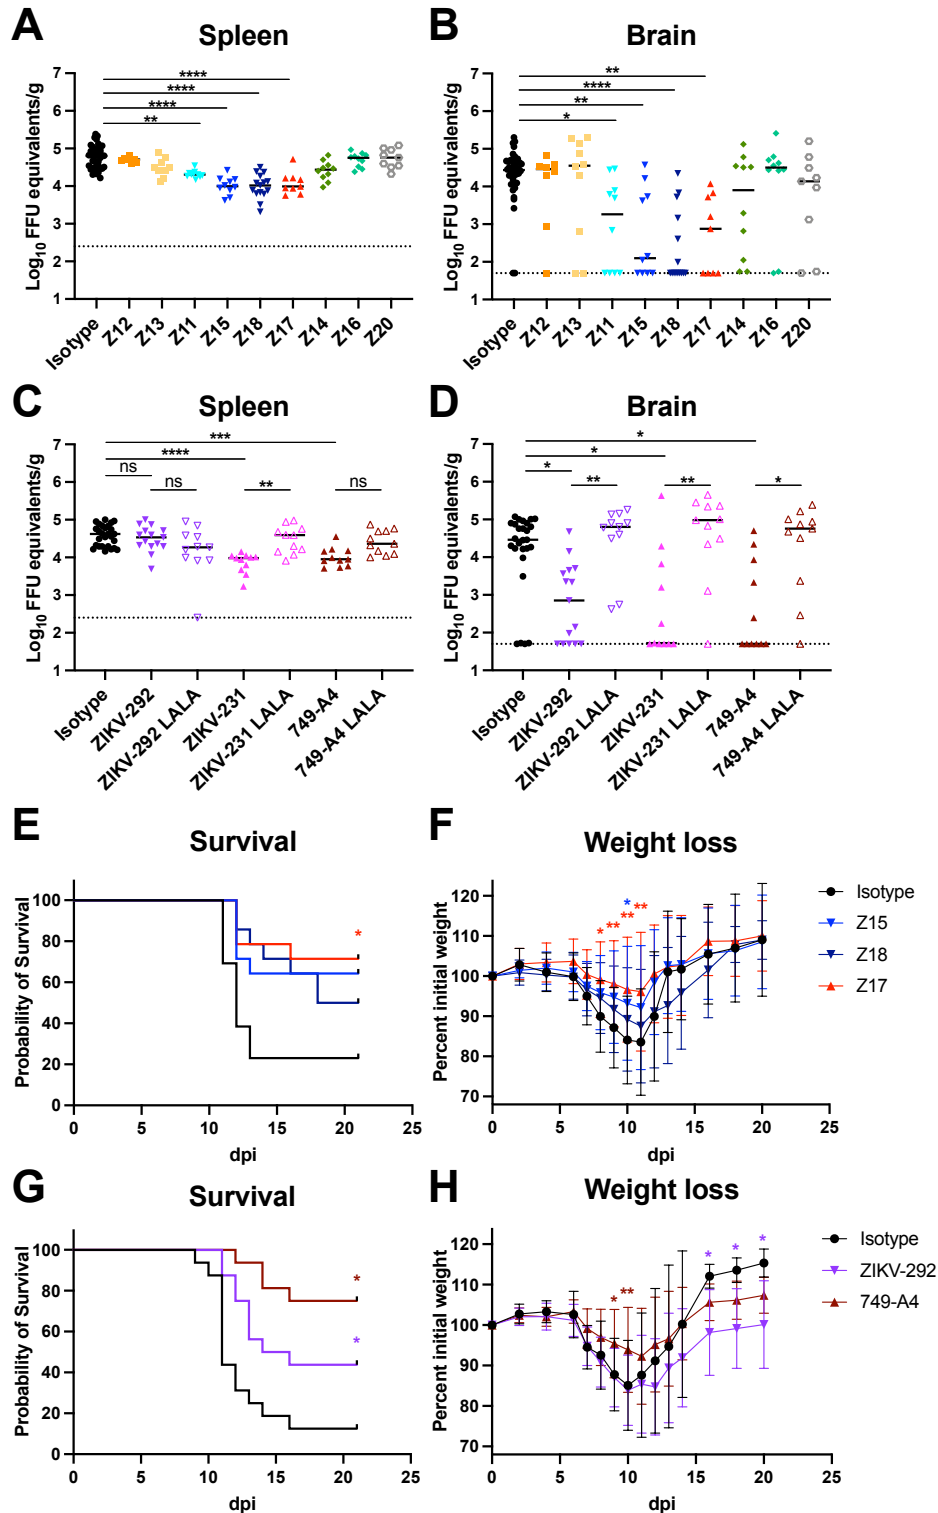 A
Spleen
Log10 FFU equivalents/g
7
6
5
4
3
2
1
****
****
****
**
Isotype
Z12
Z13
Z11
Z15
Z18
Z17
Z14
Z16
Z20
B
Brain
Log10 FFU equivalents/g
7
6
5
4
3
2
1
**
****
**
*
Isotype
Z12
Z13
Z11
Z15
Z18
Z17
Z14
Z16
Z20
C
Spleen
Log10 FFU equivalents/g
7
6
5
4
3
2
1
***
****
ns
ns
**
ns
Isotype
ZIKV-292
ZIKV-292 LALA
ZIKV-231
ZIKV-231 LALA
749-A4
749-A4 LALA
D
Brain
Log10 FFU equivalents/g
7
6
5
4
3
2
1
*
*
*
**
**
*
Isotype
ZIKV-292
ZIKV-292 LALA
ZIKV-231
ZIKV-231 LALA
749-A4
749-A4 LALA
E
Survival
Probability of Survival
100
80
60
40
20
0
*
0 5 10 15 20 25
dpi
F
Weight loss
Percent initial weight
120
110
100
90
80
70
* ** ** **
*
0 5 10 15 20 25
dpi
Isotype
Z15
Z18
Z17
G
Survival
Probability of Survival
100
75
50
25
0
*
*
0 5 10 15 20 25
dpi
H
Weight loss
Percent initial weight
120
110
100
90
80
70
* **
* * *
0 5 10 15 20 25
dpi
Isotype
ZIKV-292
749-A4